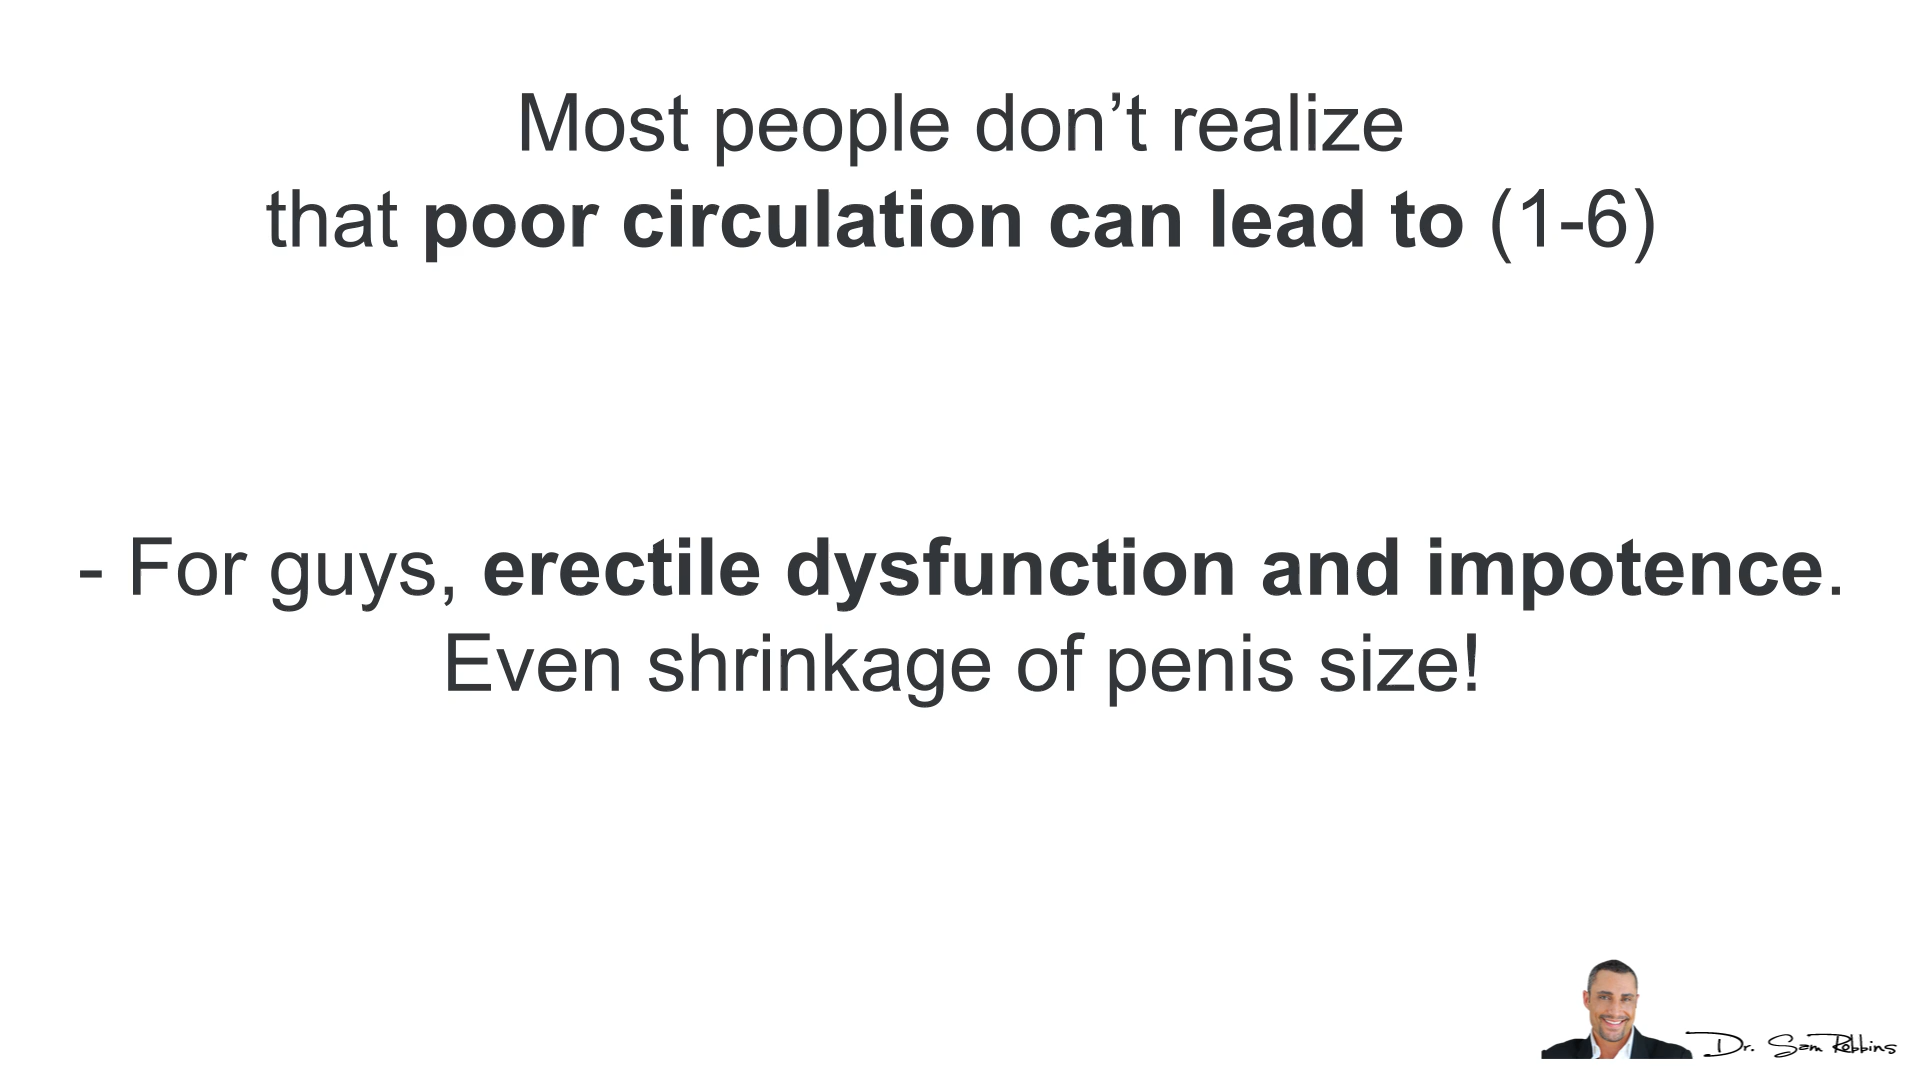 Most people don’t realize
that poor circulation can lead to (1-6)
- For guys, erectile dysfunction and impotence.
Even shrinkage of penis size!
Dr. Sam Robbins